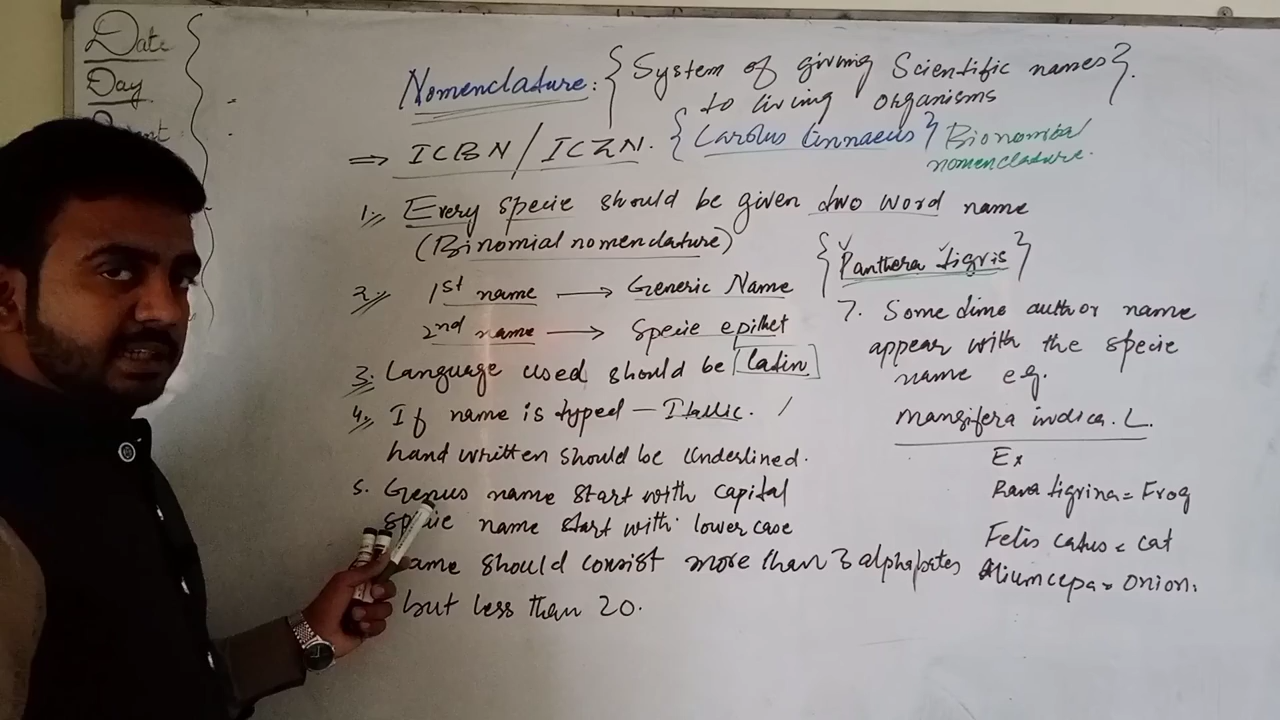 Date
Day
Nomenclature: {System of giving Scientific names}.
to living organisms
=> ICBN / ICZN. {Carolus Linnaeus} Bionomial
nomenclature.
1. Every specie should be given two word name
(Binomial nomenclature)
{Panthera tigris}
2. 1st name → Generic Name
2nd name → Specie epithet
3. Language used should be latin
4. If name is typed — Itallic. /
hand written should be Underlined.
5. Genus name start with capital
specie name start with lower case
ame should consist more than 3 alphabetes
but less than 20.
7. Some time author name
appear with the specie
name eg.
Mangifera indica. L.
Ex
Rana tigrina = Frog
Felis catus = cat
Alium cepa = onion.